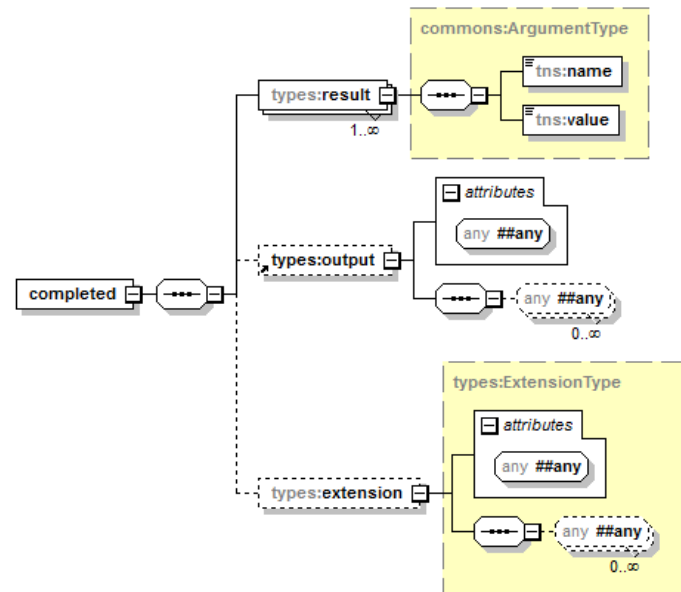 commons:ArgumentType
types:result
1..∞
tns:name
tns:value
attributes
any ##any
types:output
any ##any
0..∞
completed
types:ExtensionType
attributes
any ##any
types:extension
any ##any
0..∞